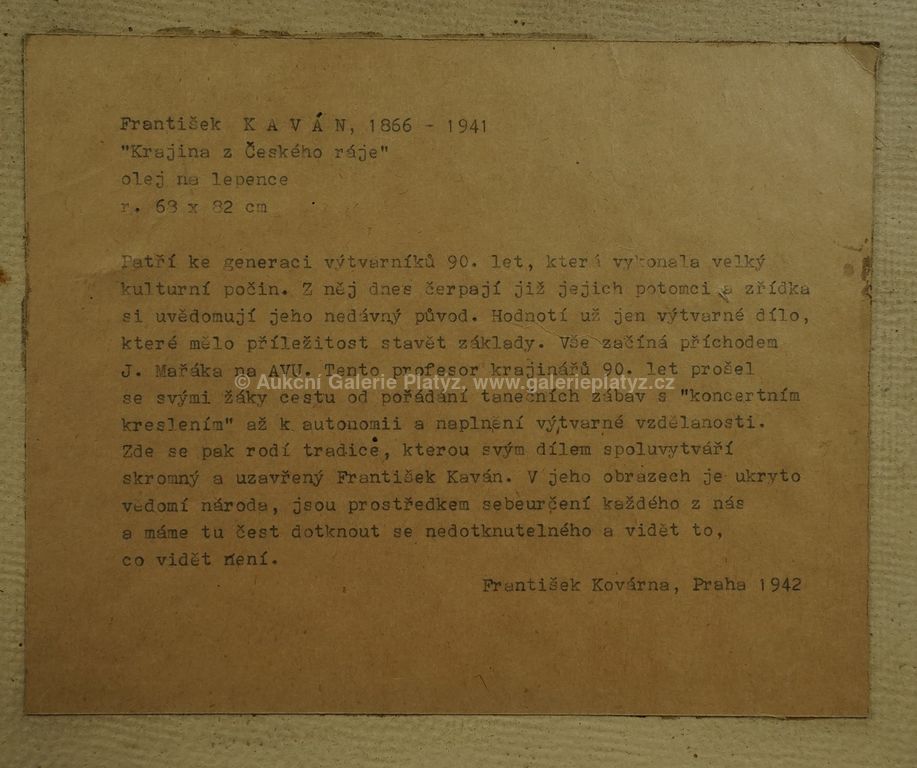 František K A V Á N, 1866 - 1941
"Krajina z Českého ráje"
olej na lepence
r. 68 x 82 cm
Patří ke generaci výtvarníků 90. let, která vykonala velký
kulturní počin. Z něj dnes čerpají již jejich potomci a zřídka
si uvědomují jeho nedávný původ. Hodnotí už jen výtvarné dílo,
které mělo příležitost stavět základy. Vše začíná příchodem
J. Mařáka na AVU. Tento profesor krajinářů 90. let prošel
© Aukcní Galerie Platyz, www.galerieplatyz.cz
se svými žáky cestu od pořádání tanečních zábav s "koncertním
kreslením" až k autonomii a naplnění výtvarné vzdělanosti.
Zde se pak rodí tradice, kterou svým dílem spoluvytváří
skromný a uzavřený František Kaván. V jeho obrazech je ukryto
vědomí národa, jsou prostředkem sebeurčení každého z nás
a máme tu čest dotknout se nedotknutelného a vidět to,
co vidět není.
František Kovárna, Praha 1942